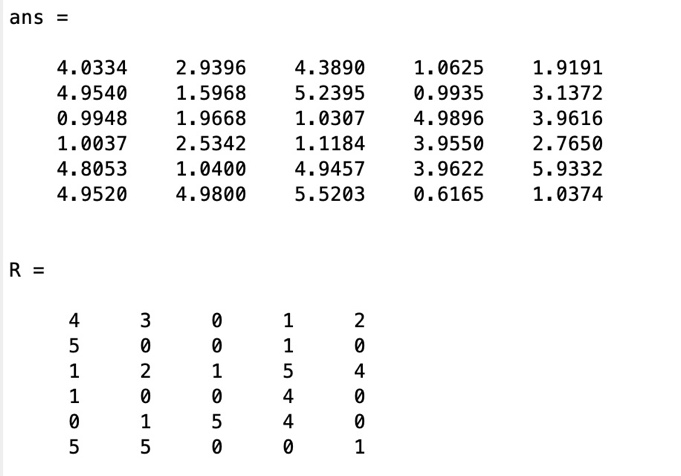 ans =
4.0334 2.9396 4.3890 1.0625 1.9191
4.9540 1.5968 5.2395 0.9935 3.1372
0.9948 1.9668 1.0307 4.9896 3.9616
1.0037 2.5342 1.1184 3.9550 2.7650
4.8053 1.0400 4.9457 3.9622 5.9332
4.9520 4.9800 5.5203 0.6165 1.0374
R =
4 3 0 1 2
5 0 0 1 0
1 2 1 5 4
1 0 0 4 0
0 1 5 4 0
5 5 0 0 1